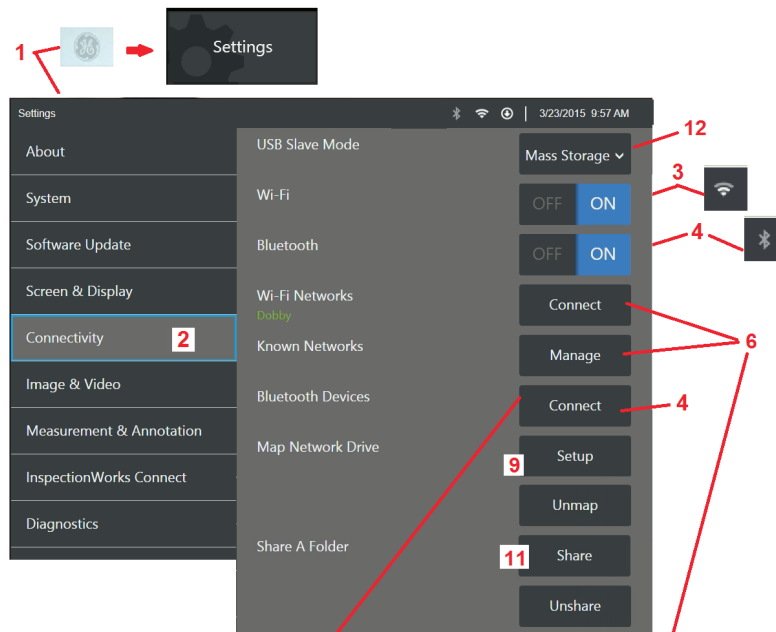 1
Settings
Settings
3/23/2015 9:57 AM
12
About
USB Slave Mode
Mass Storage
3
System
Wi-Fi
OFF ON
Software Update
Bluetooth
OFF ON
4
Screen & Display
Wi-Fi Networks
Dobby
Connect
Connectivity
2
Known Networks
Manage
6
Image & Video
Bluetooth Devices
Connect
4
Measurement & Annotation
Map Network Drive
9
Setup
InspectionWorks Connect
Unmap
Diagnostics
Share A Folder
11
Share
Unshare